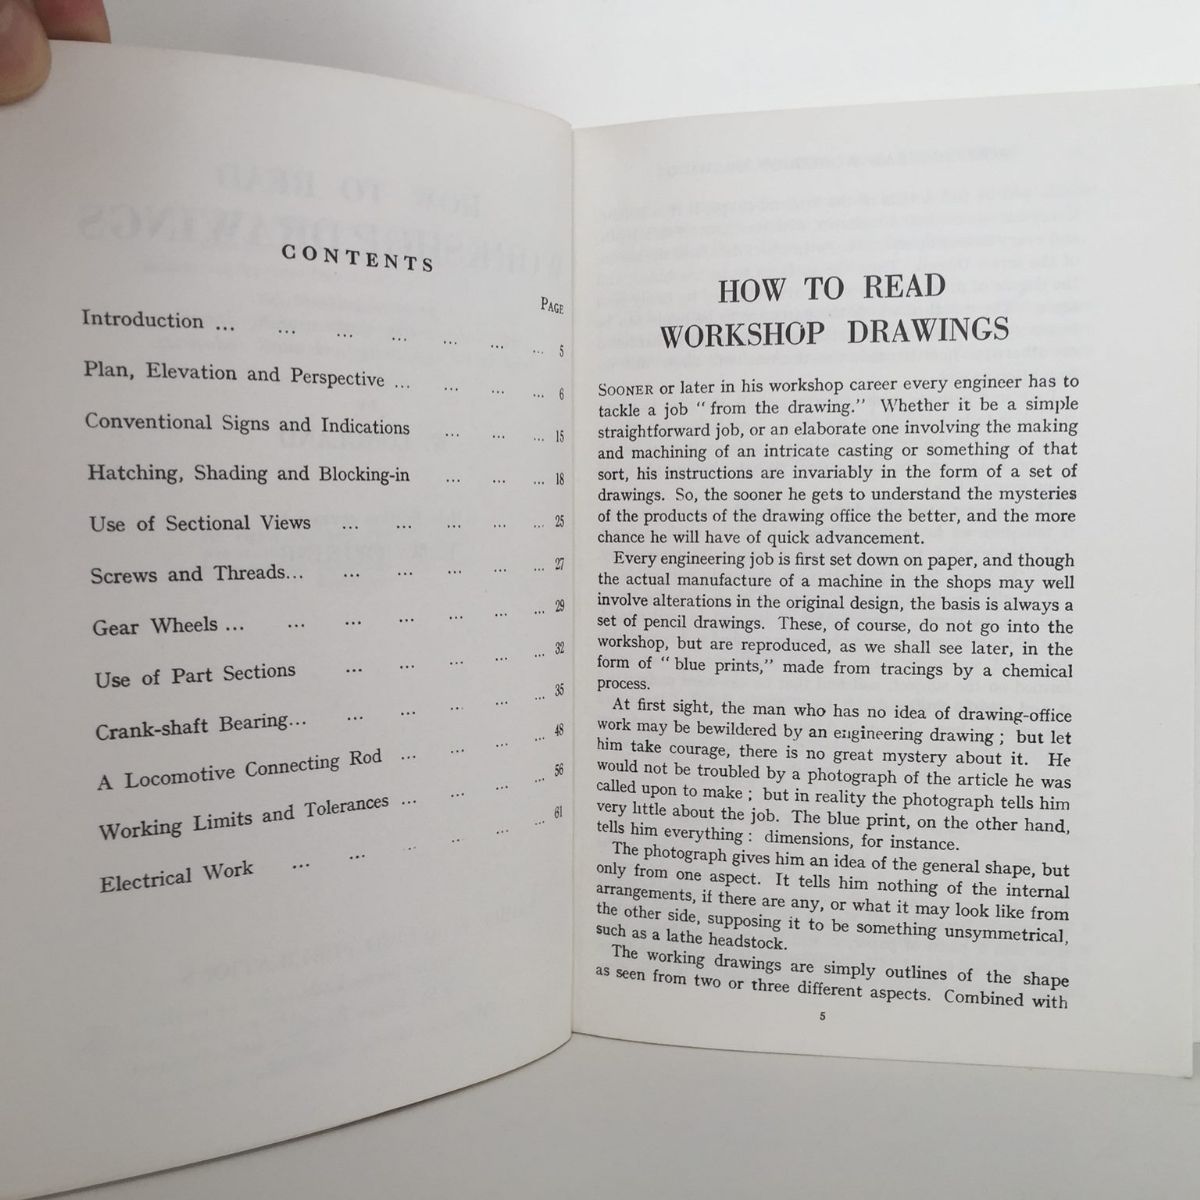 CONTENTS
PAGE
Introduction ... ... ... ... ... ... ... 5
Plan, Elevation and Perspective ... ... ... ... 6
Conventional Signs and Indications ... ... ... 15
Hatching, Shading and Blocking-in ... ... ... 18
Use of Sectional Views ... ... ... ... ... 25
Screws and Threads... ... ... ... ... ... 27
Gear Wheels ... ... ... ... ... ... ... 29
Use of Part Sections ... ... ... ... ... 32
Crank-shaft Bearing... ... ... ... ... ... 35
A Locomotive Connecting Rod ... ... ... ... 48
Working Limits and Tolerances ... ... ... ... 56
Electrical Work ... ... ... ... ... ... 61
HOW TO READ
WORKSHOP DRAWINGS
SOONER or later in his workshop career every engineer has to
tackle a job “from the drawing.” Whether it be a simple
straightforward job, or an elaborate one involving the making
and machining of an intricate casting or something of that
sort, his instructions are invariably in the form of a set of
drawings. So, the sooner he gets to understand the mysteries
of the products of the drawing office the better, and the more
chance he will have of quick advancement.
Every engineering job is first set down on paper, and though
the actual manufacture of a machine in the shops may well
involve alterations in the original design, the basis is always a
set of pencil drawings. These, of course, do not go into the
workshop, but are reproduced, as we shall see later, in the
form of “blue prints,” made from tracings by a chemical
process.
At first sight, the man who has no idea of drawing-office
work may be bewildered by an engineering drawing ; but let
him take courage, there is no great mystery about it. He
would not be troubled by a photograph of the article he was
called upon to make ; but in reality the photograph tells him
very little about the job. The blue print, on the other hand,
tells him everything : dimensions, for instance.
The photograph gives him an idea of the general shape, but
only from one aspect. It tells him nothing of the internal
arrangements, if there are any, or what it may look like from
the other side, supposing it to be something unsymmetrical,
such as a lathe headstock.
The working drawings are simply outlines of the shape
as seen from two or three different aspects. Combined with
5